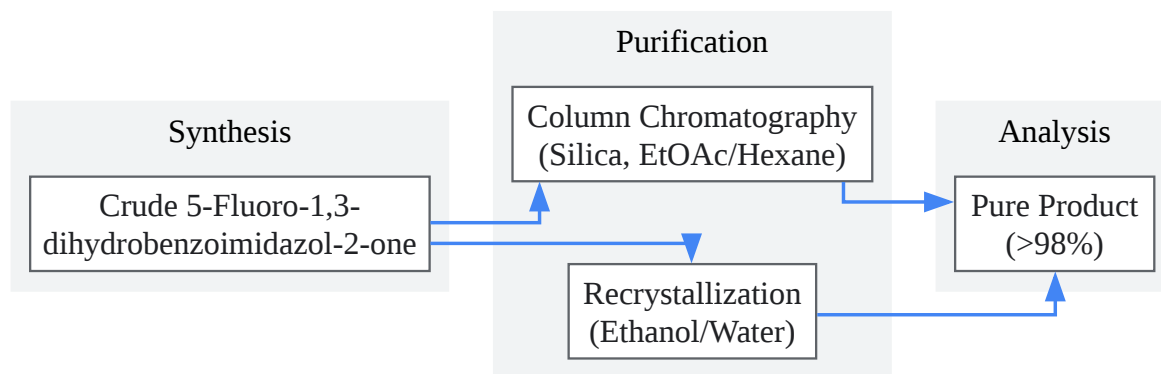 Synthesis
Crude 5-Fluoro-1,3-
dihydrobenzoimidazol-2-one
Purification
Column Chromatography
(Silica, EtOAc/Hexane)
Recrystallization
(Ethanol/Water)
Analysis
Pure Product
(>98%)